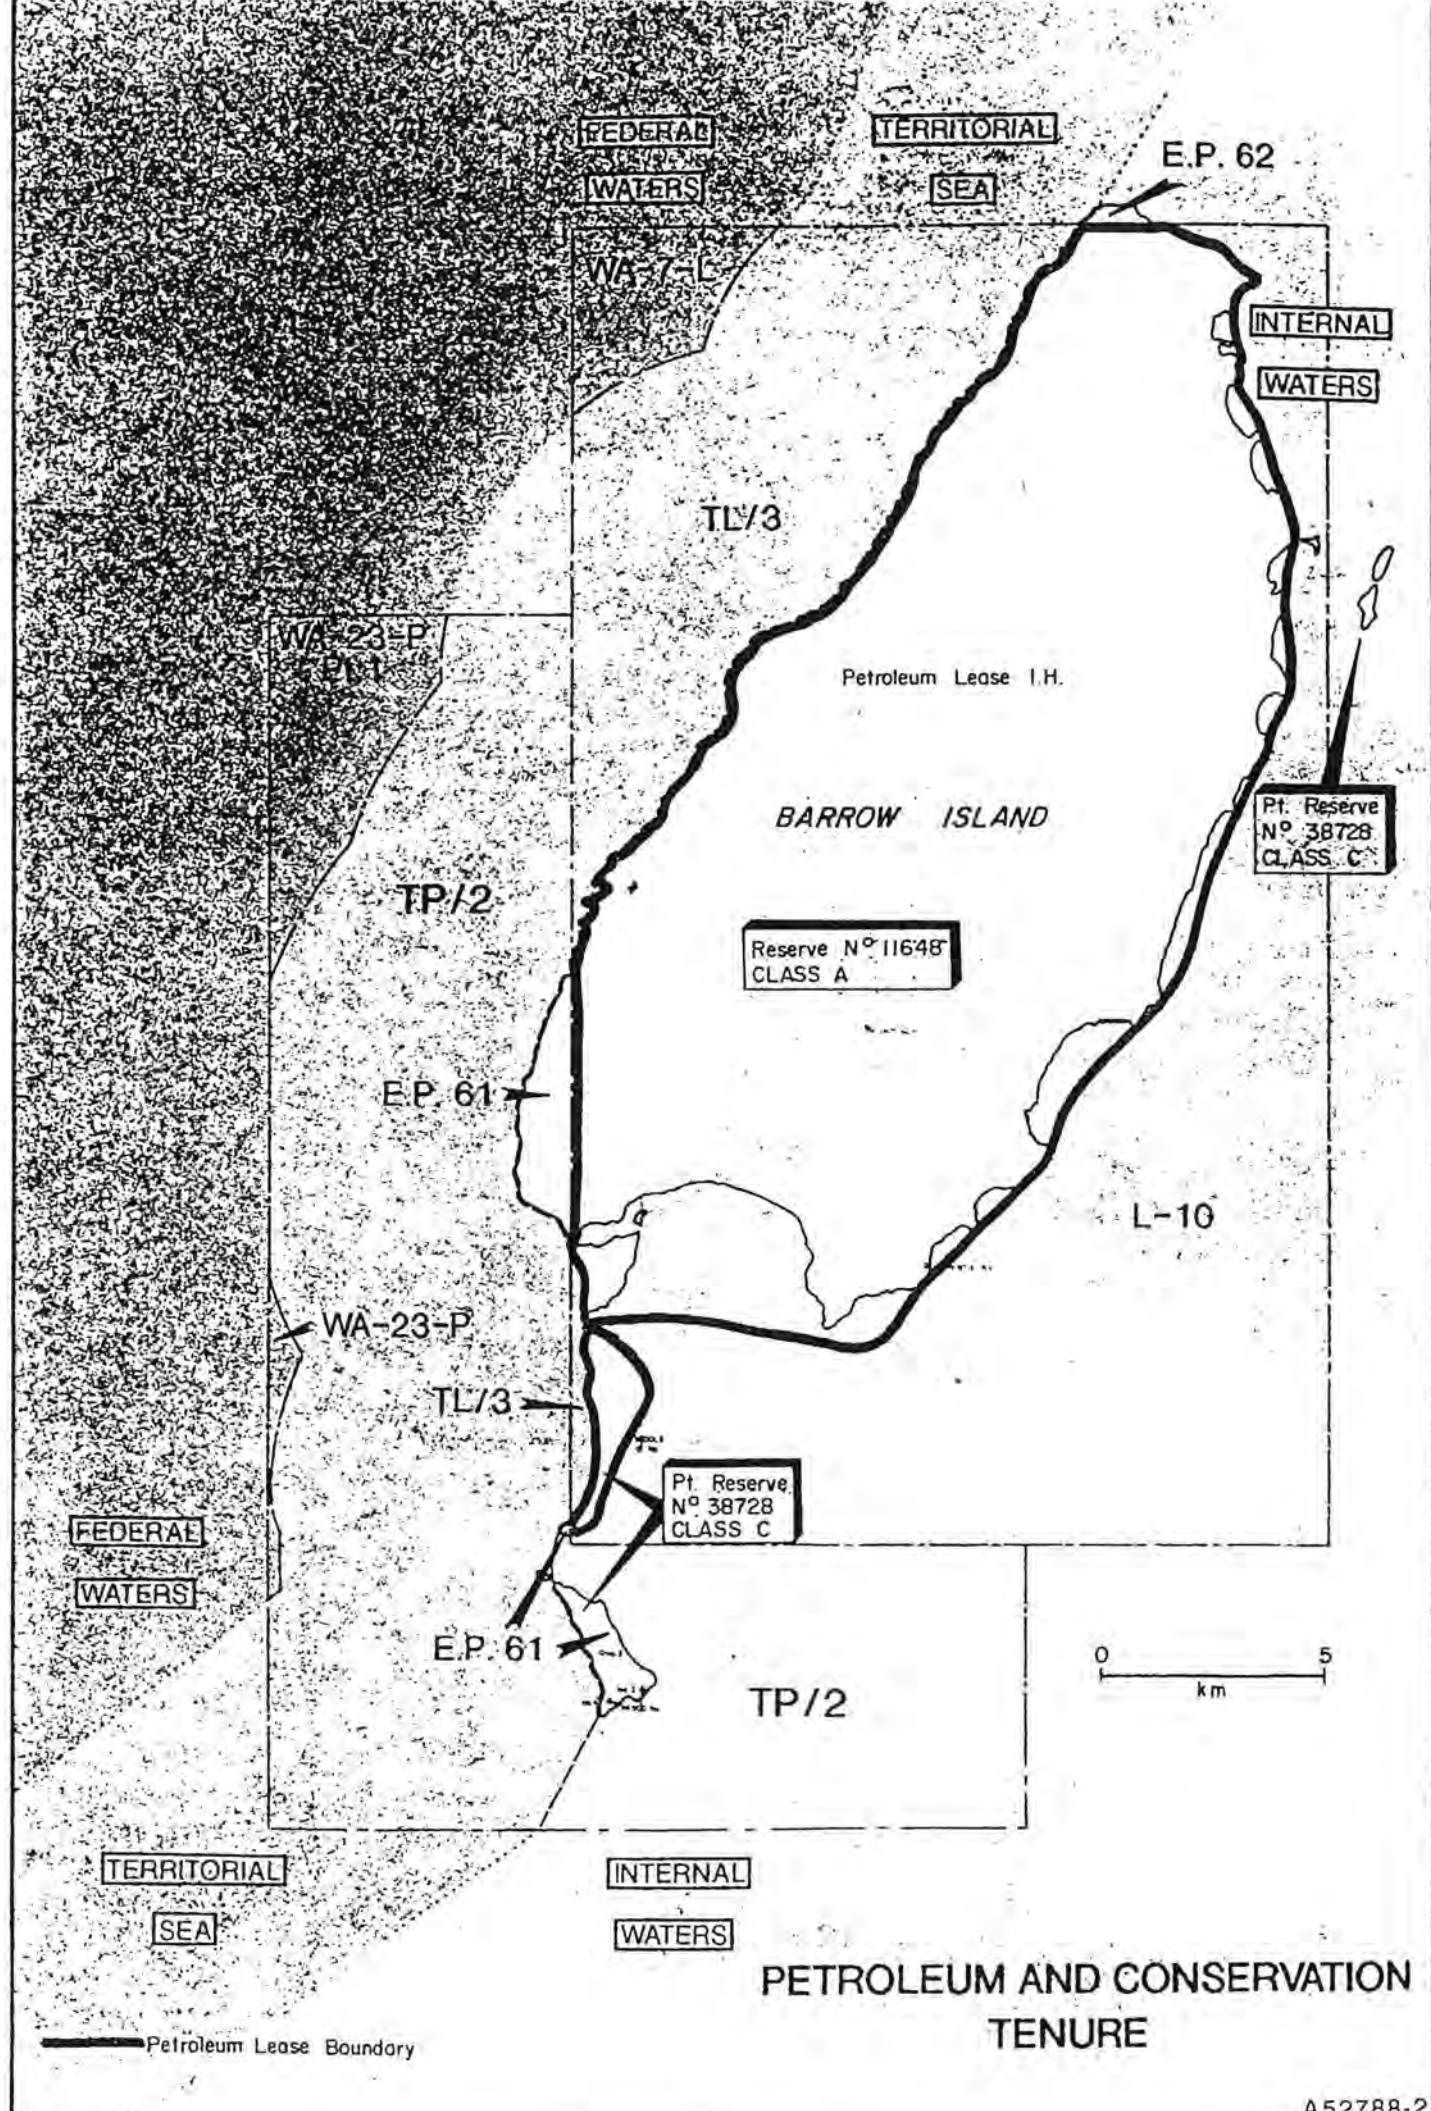 FEDERAL
WATERS
TERRITORIAL
SEA
E.P. 62
WA-7-L
INTERNAL
WATERS
TL/3
WA-23-P
Pt 1
Petroleum Lease I.H.
BARROW ISLAND
Pt. Reserve
Nº 38728
CLASS C
TP/2
Reserve Nº 11648
CLASS A
E.P. 61
L-10
WA-23-P
TL/3
Pt. Reserve
Nº 38728
CLASS C
FEDERAL
WATERS
E.P. 61
0 5
km
TP/2
TERRITORIAL
SEA
INTERNAL
WATERS
PETROLEUM AND CONSERVATION
TENURE
Petroleum Lease Boundary
A52788-2